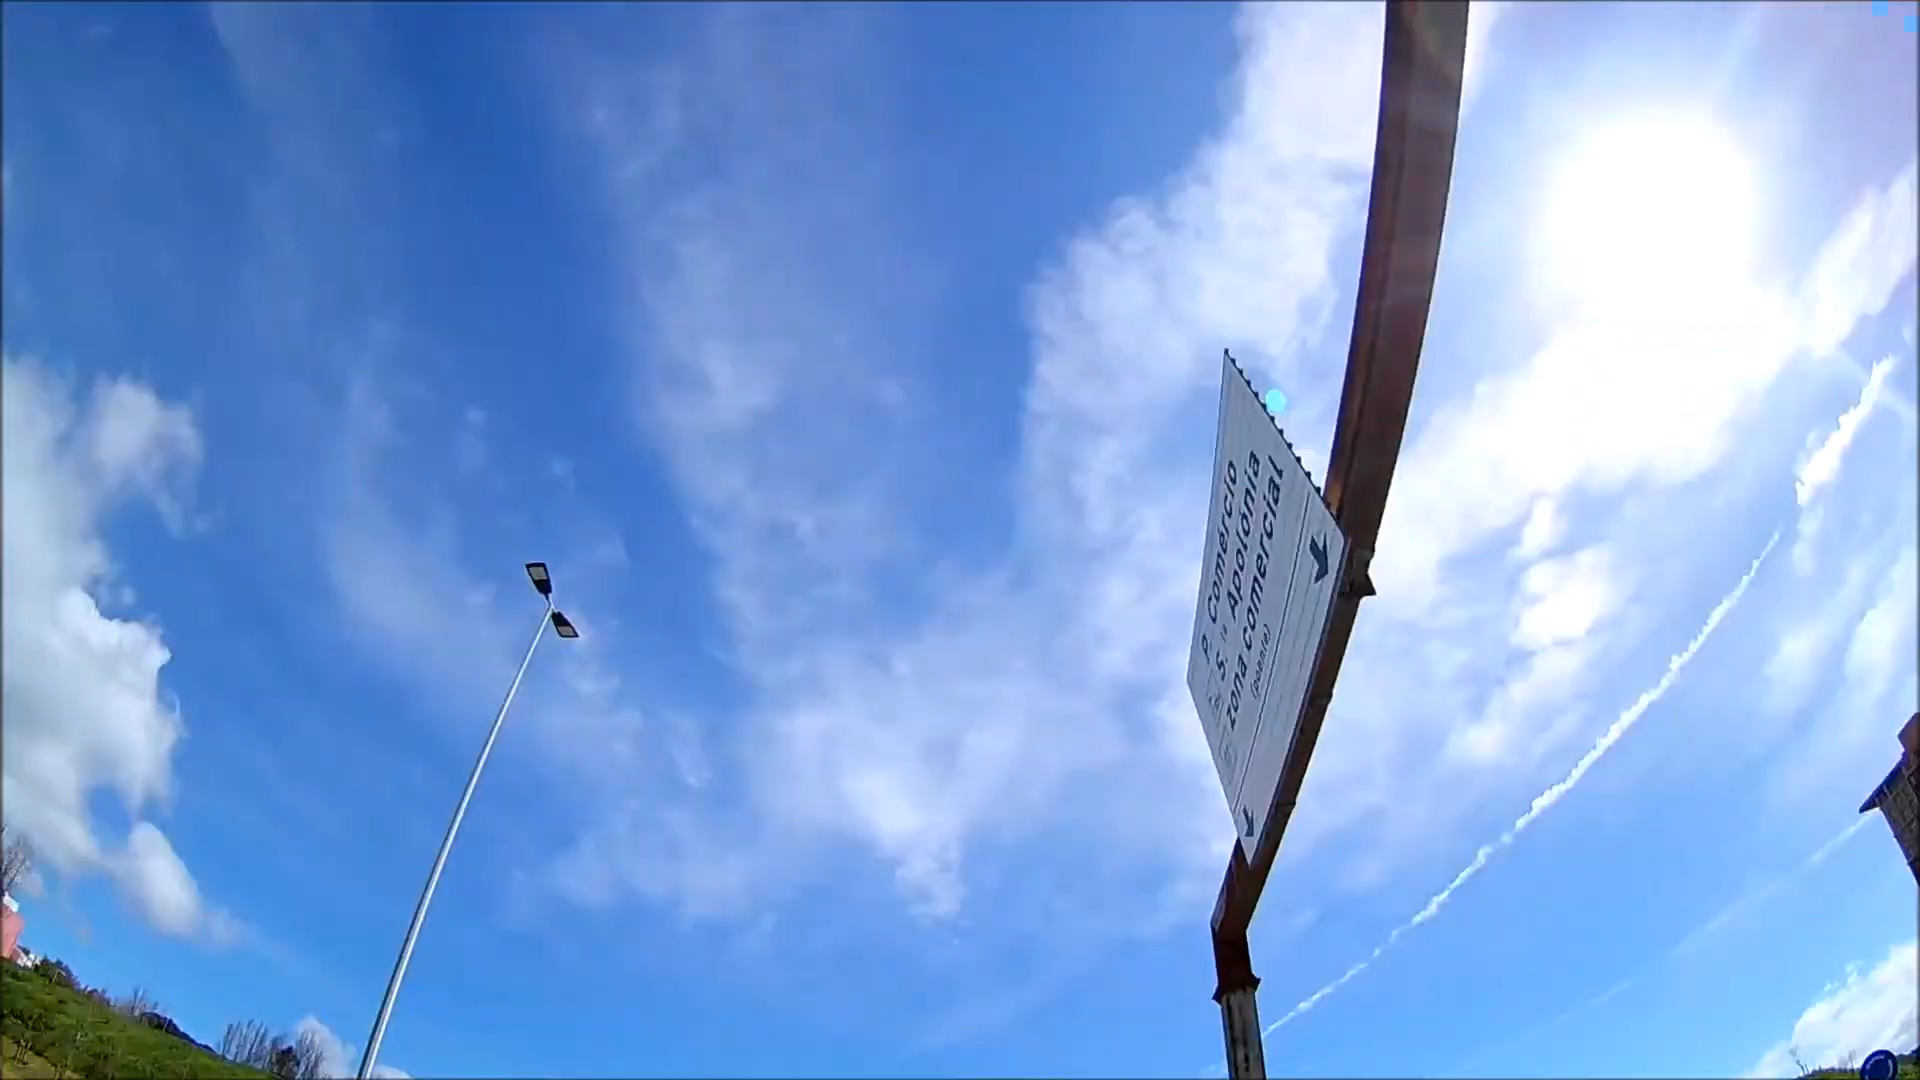 P. Comércio
S. ta Apolónia
zona comercial
(poente)